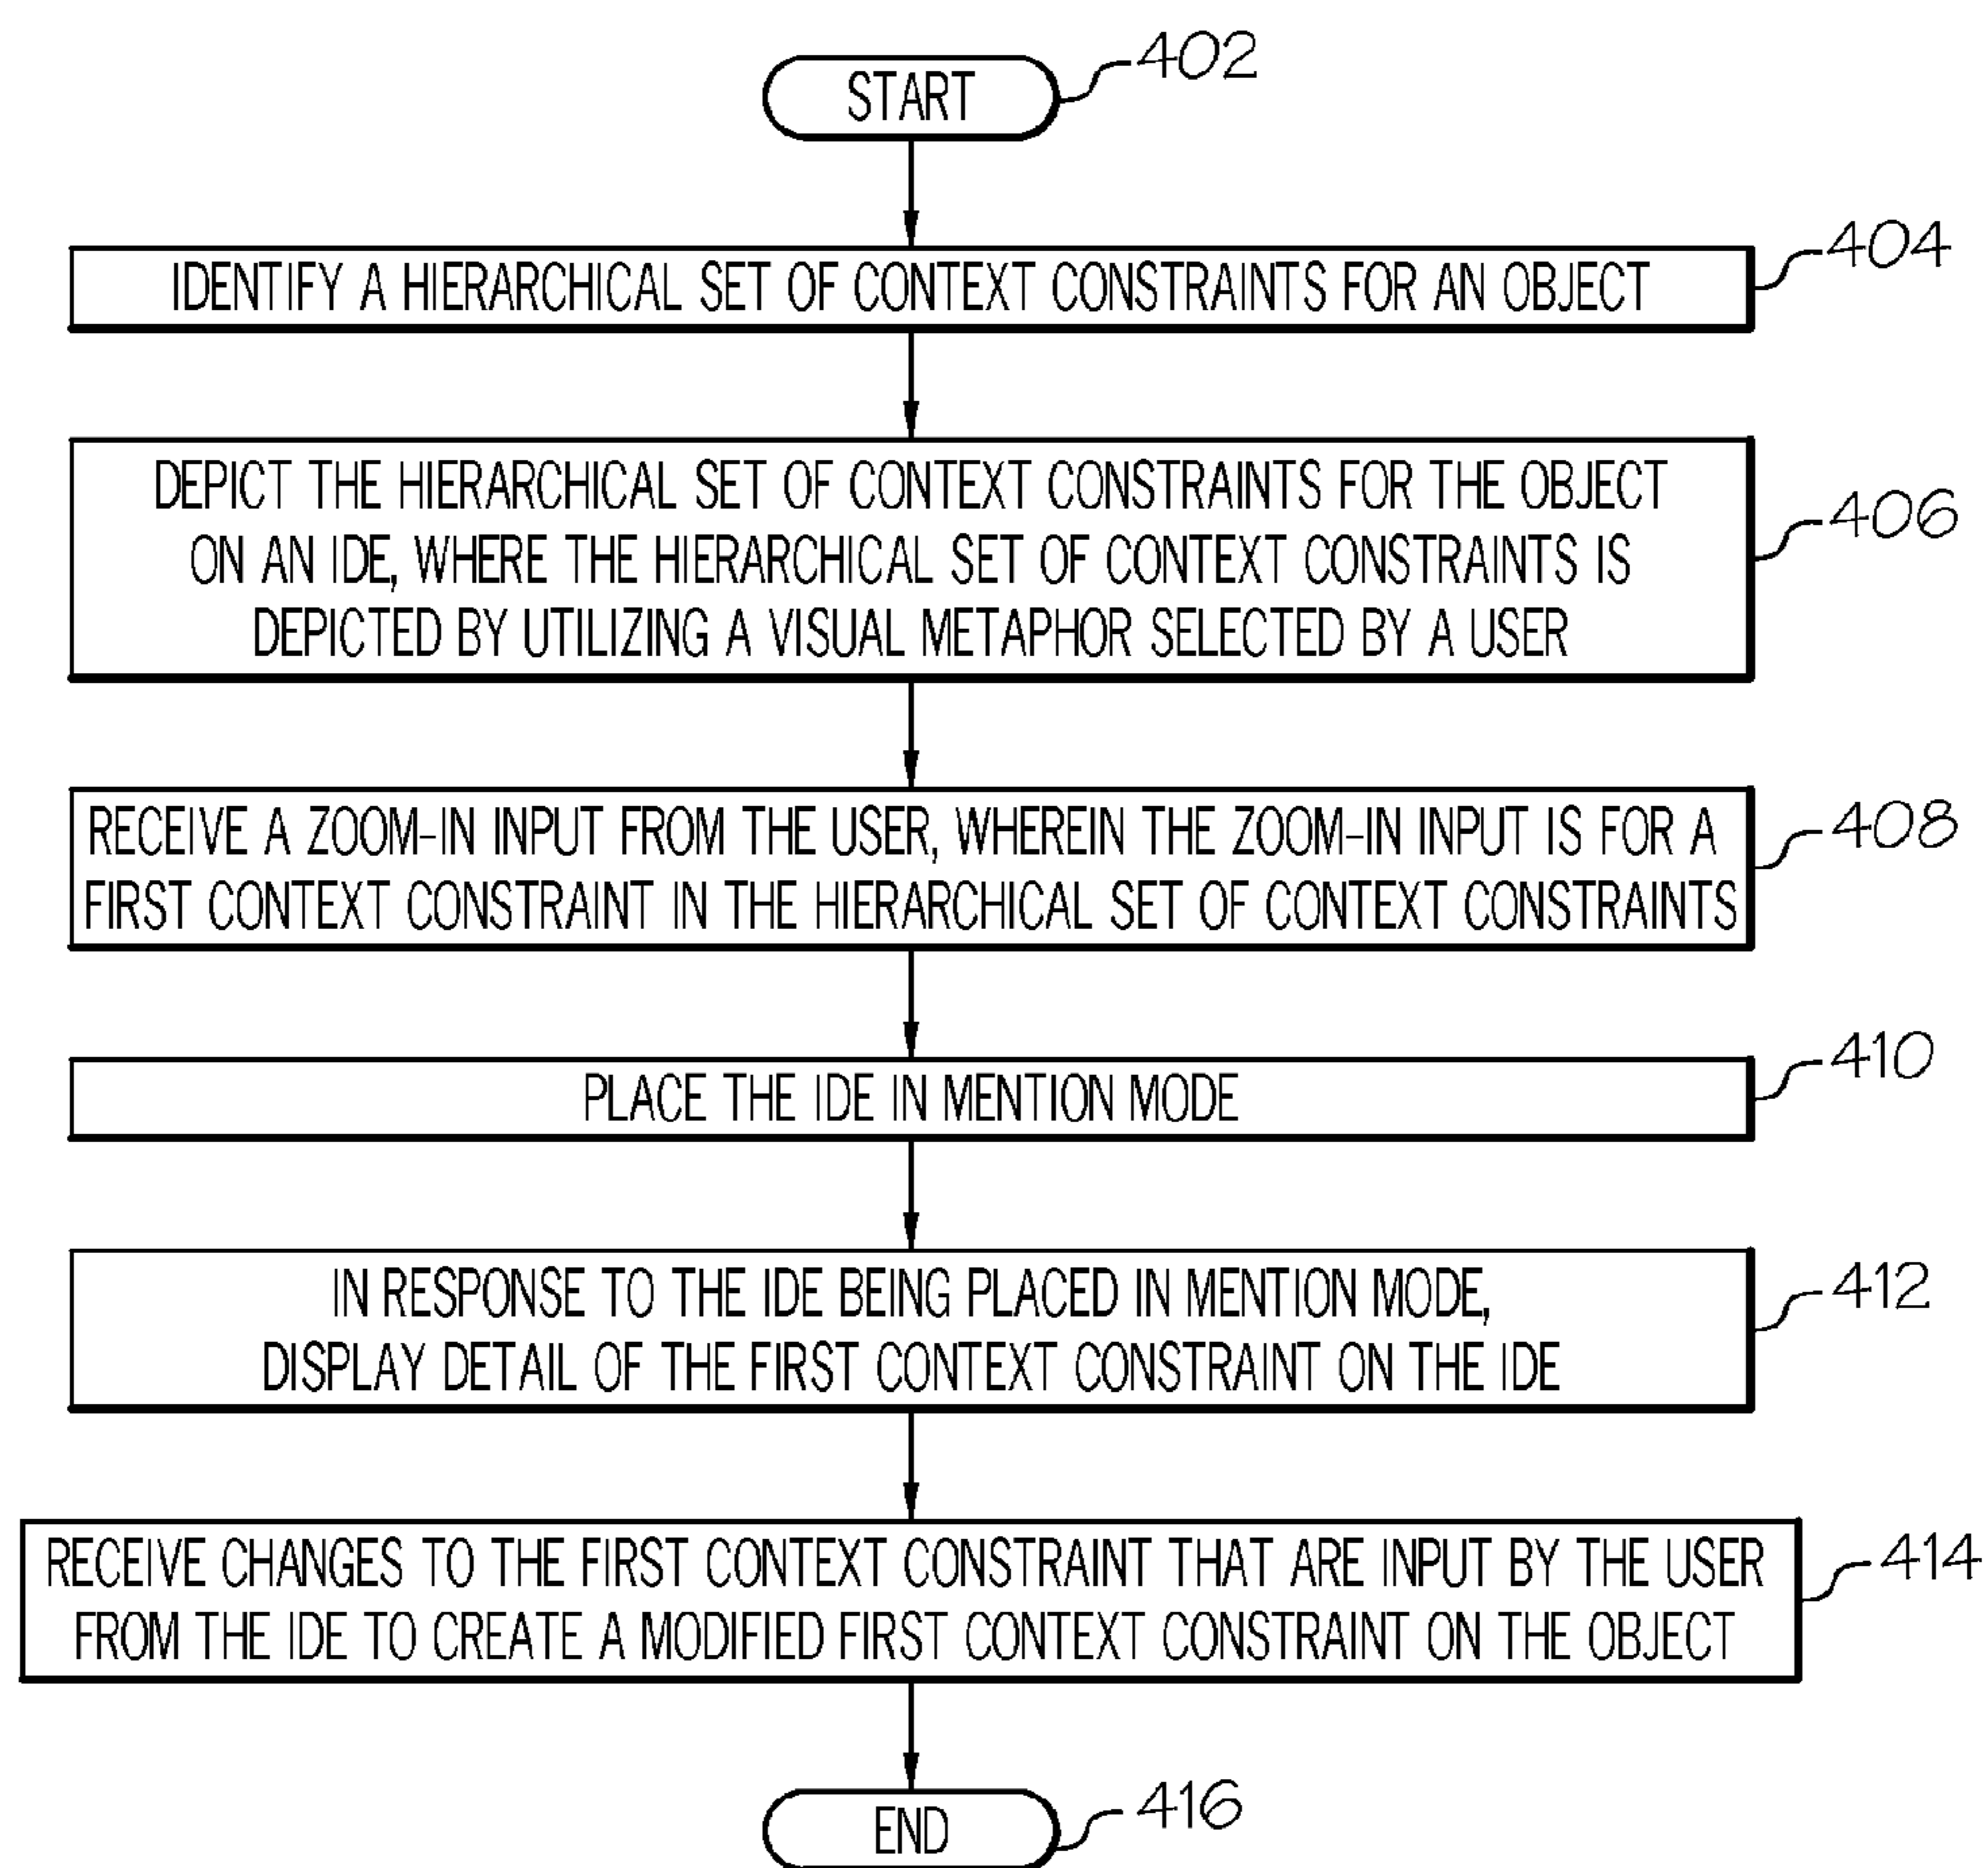 START
402
IDENTIFY A HIERARCHICAL SET OF CONTEXT CONSTRAINTS FOR AN OBJECT
404
DEPICT THE HIERARCHICAL SET OF CONTEXT CONSTRAINTS FOR THE OBJECT
ON AN IDE, WHERE THE HIERARCHICAL SET OF CONTEXT CONSTRAINTS IS
DEPICTED BY UTILIZING A VISUAL METAPHOR SELECTED BY A USER
406
RECEIVE A ZOOM-IN INPUT FROM THE USER, WHEREIN THE ZOOM-IN INPUT IS FOR A
FIRST CONTEXT CONSTRAINT IN THE HIERARCHICAL SET OF CONTEXT CONSTRAINTS
408
PLACE THE IDE IN MENTION MODE
410
IN RESPONSE TO THE IDE BEING PLACED IN MENTION MODE,
DISPLAY DETAIL OF THE FIRST CONTEXT CONSTRAINT ON THE IDE
412
RECEIVE CHANGES TO THE FIRST CONTEXT CONSTRAINT THAT ARE INPUT BY THE USER
FROM THE IDE TO CREATE A MODIFIED FIRST CONTEXT CONSTRAINT ON THE OBJECT
414
END
416